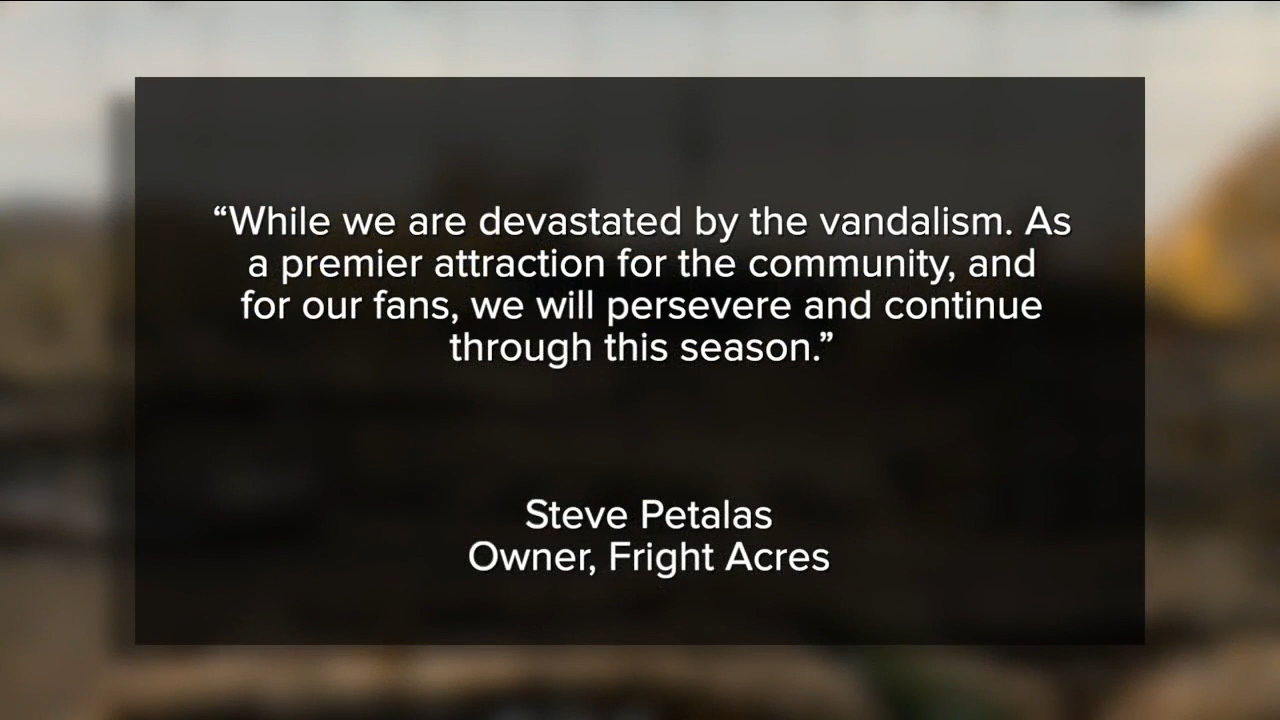 “While we are devastated by the vandalism. As
a premier attraction for the community, and
for our fans, we will persevere and continue
through this season.”
Steve Petalas
Owner, Fright Acres